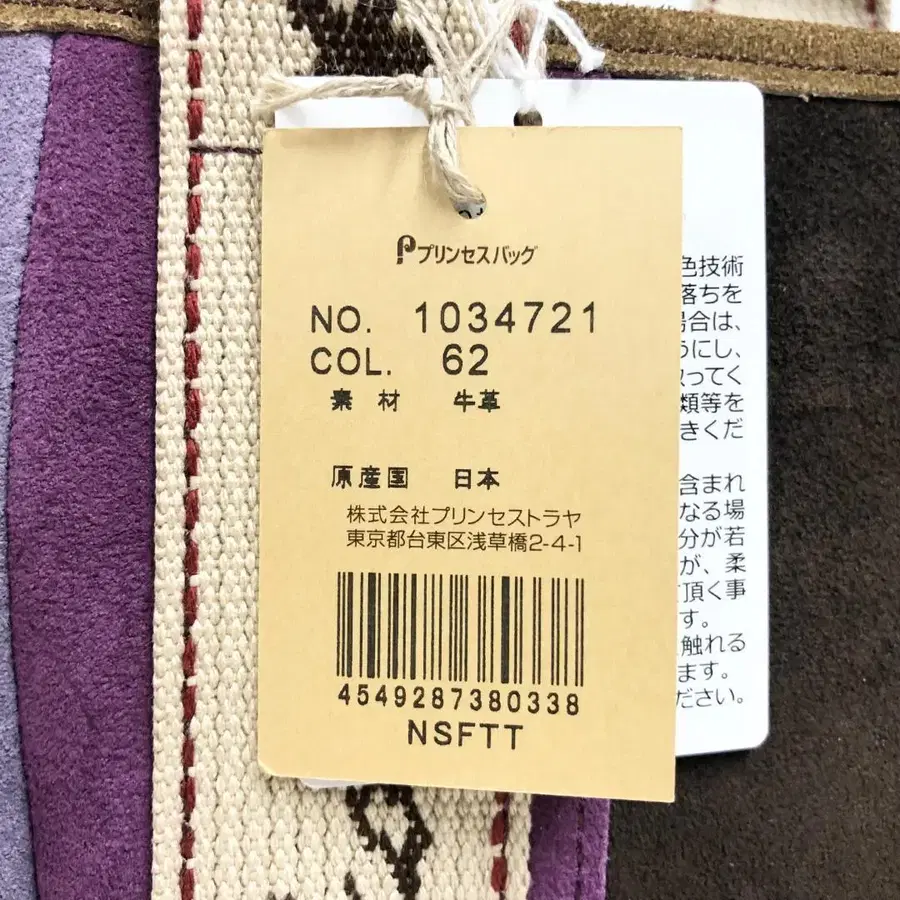 プリンセスバッグ
NO. 1034721
COL. 62
素材 牛革
原産国 日本
株式会社プリンセストラヤ
東京都台東区浅草橋2-4-1
4549287380338
NSFTT
色技術
落ちを
場合は、
うにし、
取ってく
類等を
きくだ
含まれ
なる場
分が若
が、柔
頂く事
す。
触れる
ます。
ださい。